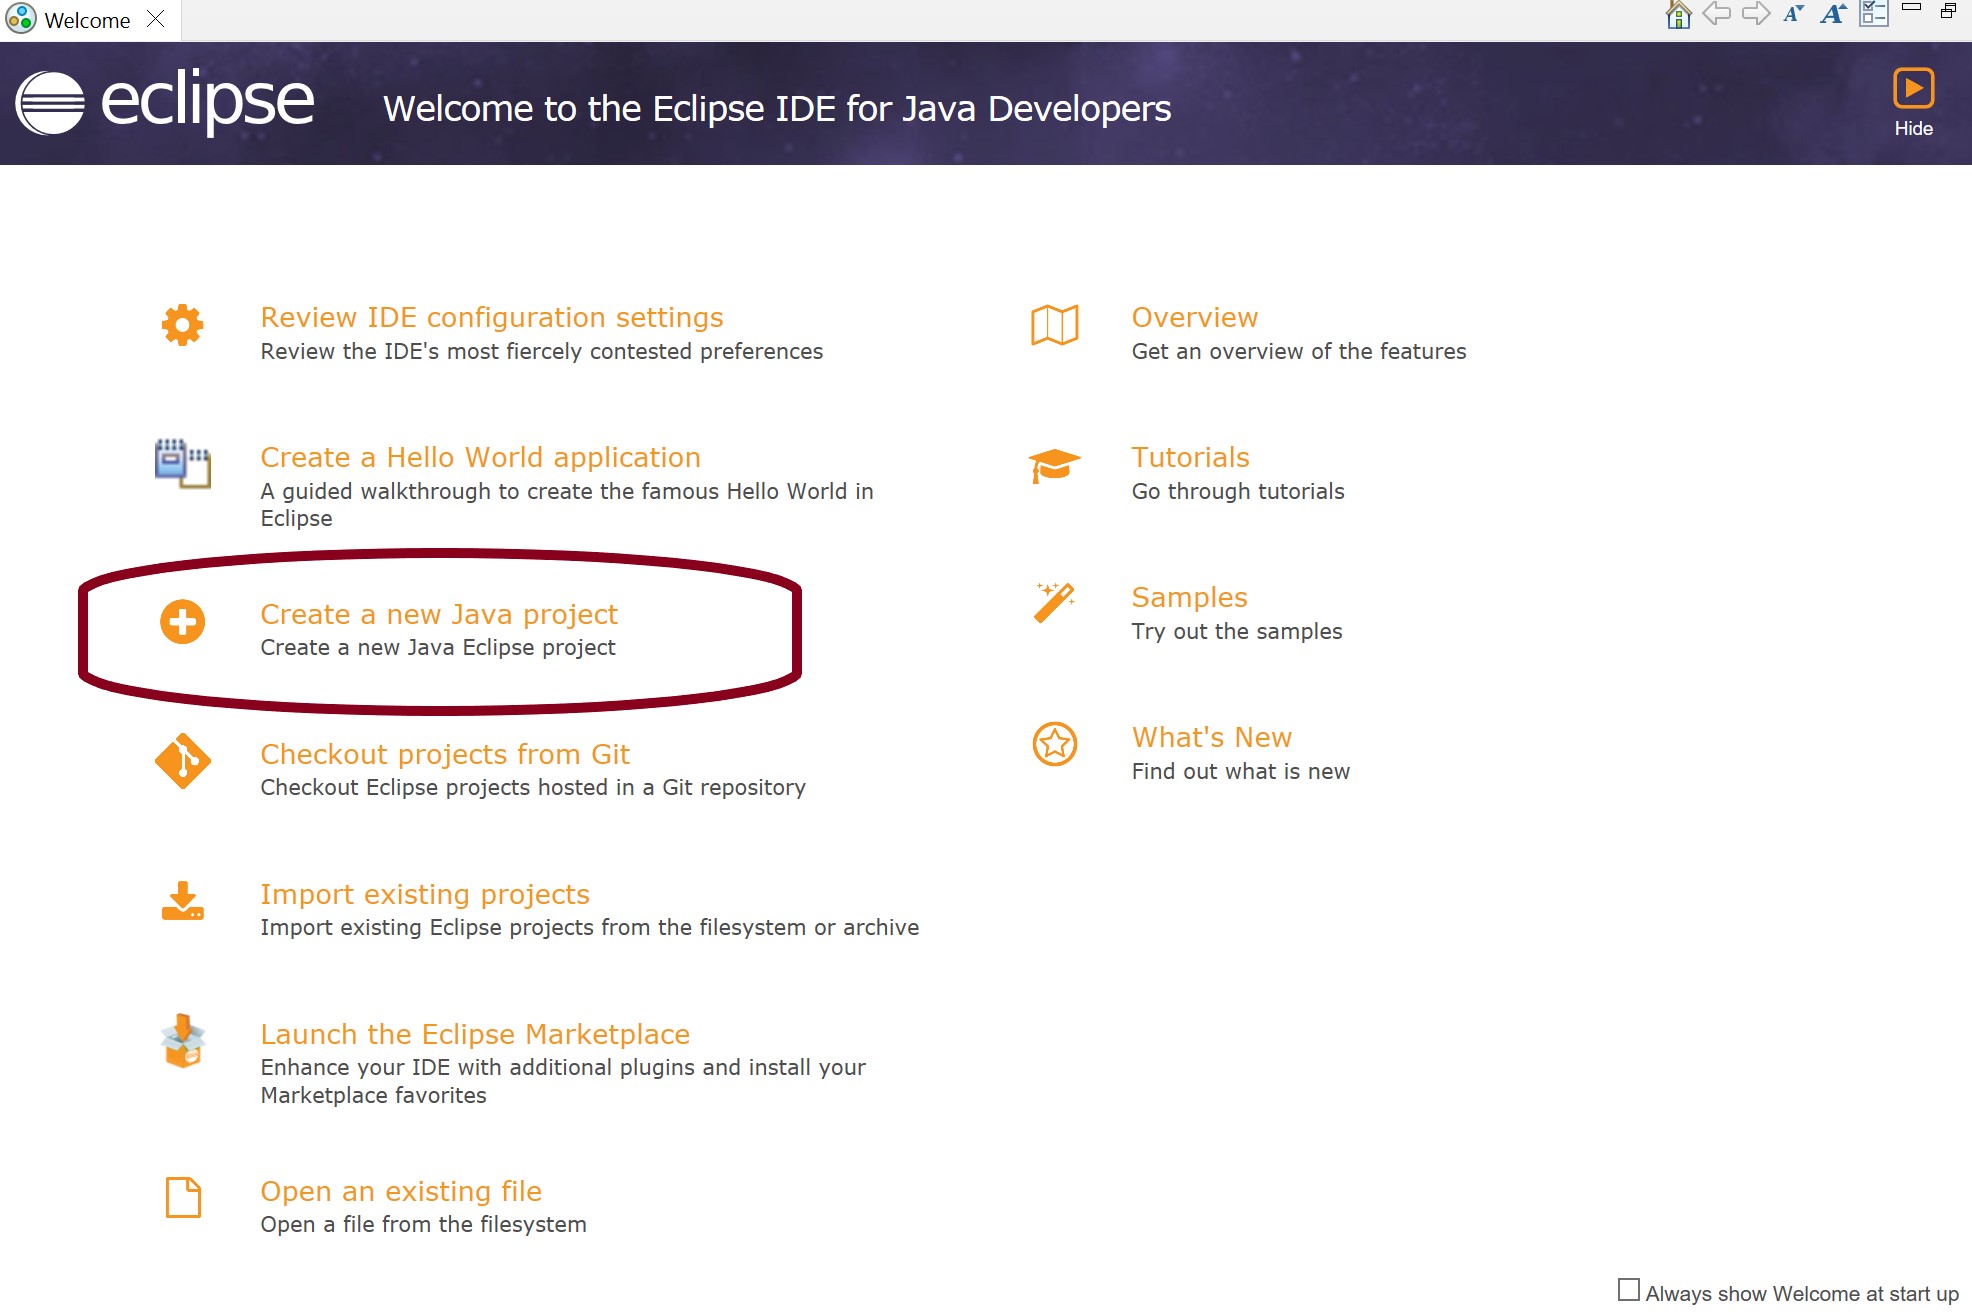 Welcome
eclipse
Welcome to the Eclipse IDE for Java Developers
Hide
Review IDE configuration settings
Review the IDE's most fiercely contested preferences
Create a Hello World application
A guided walkthrough to create the famous Hello World in
Eclipse
Create a new Java project
Create a new Java Eclipse project
Checkout projects from Git
Checkout Eclipse projects hosted in a Git repository
Import existing projects
Import existing Eclipse projects from the filesystem or archive
Launch the Eclipse Marketplace
Enhance your IDE with additional plugins and install your
Marketplace favorites
Open an existing file
Open a file from the filesystem
Overview
Get an overview of the features
Tutorials
Go through tutorials
Samples
Try out the samples
What's New
Find out what is new
Always show Welcome at start up